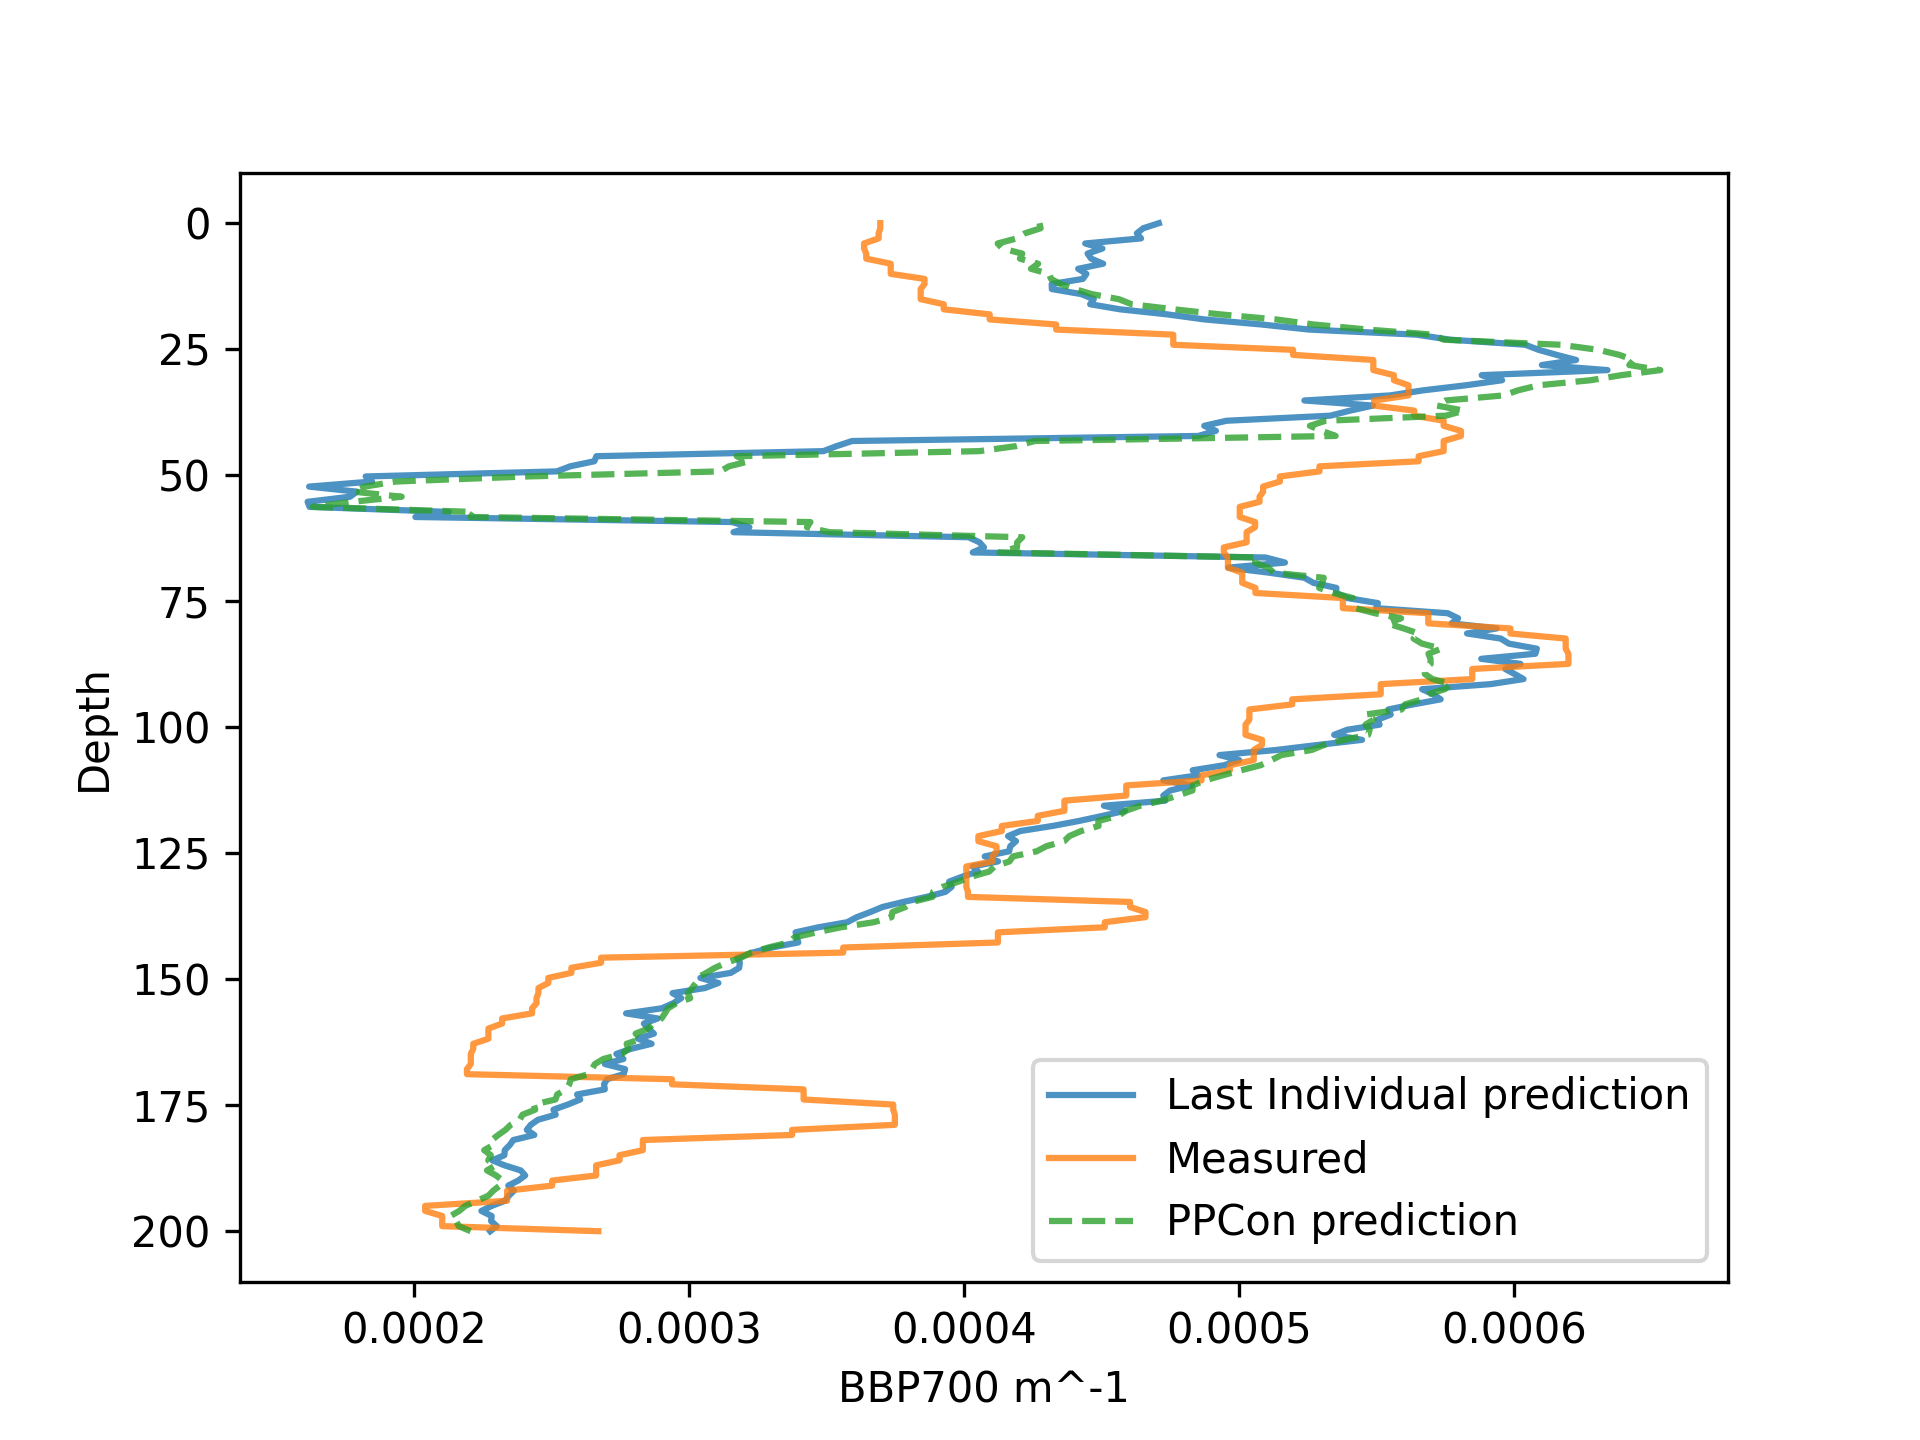 0
25
50
75
100
125
150
175
200
Depth
0.0002 0.0003 0.0004 0.0005 0.0006
BBP700 m^-1
Last Individual prediction
Measured
PPCon prediction